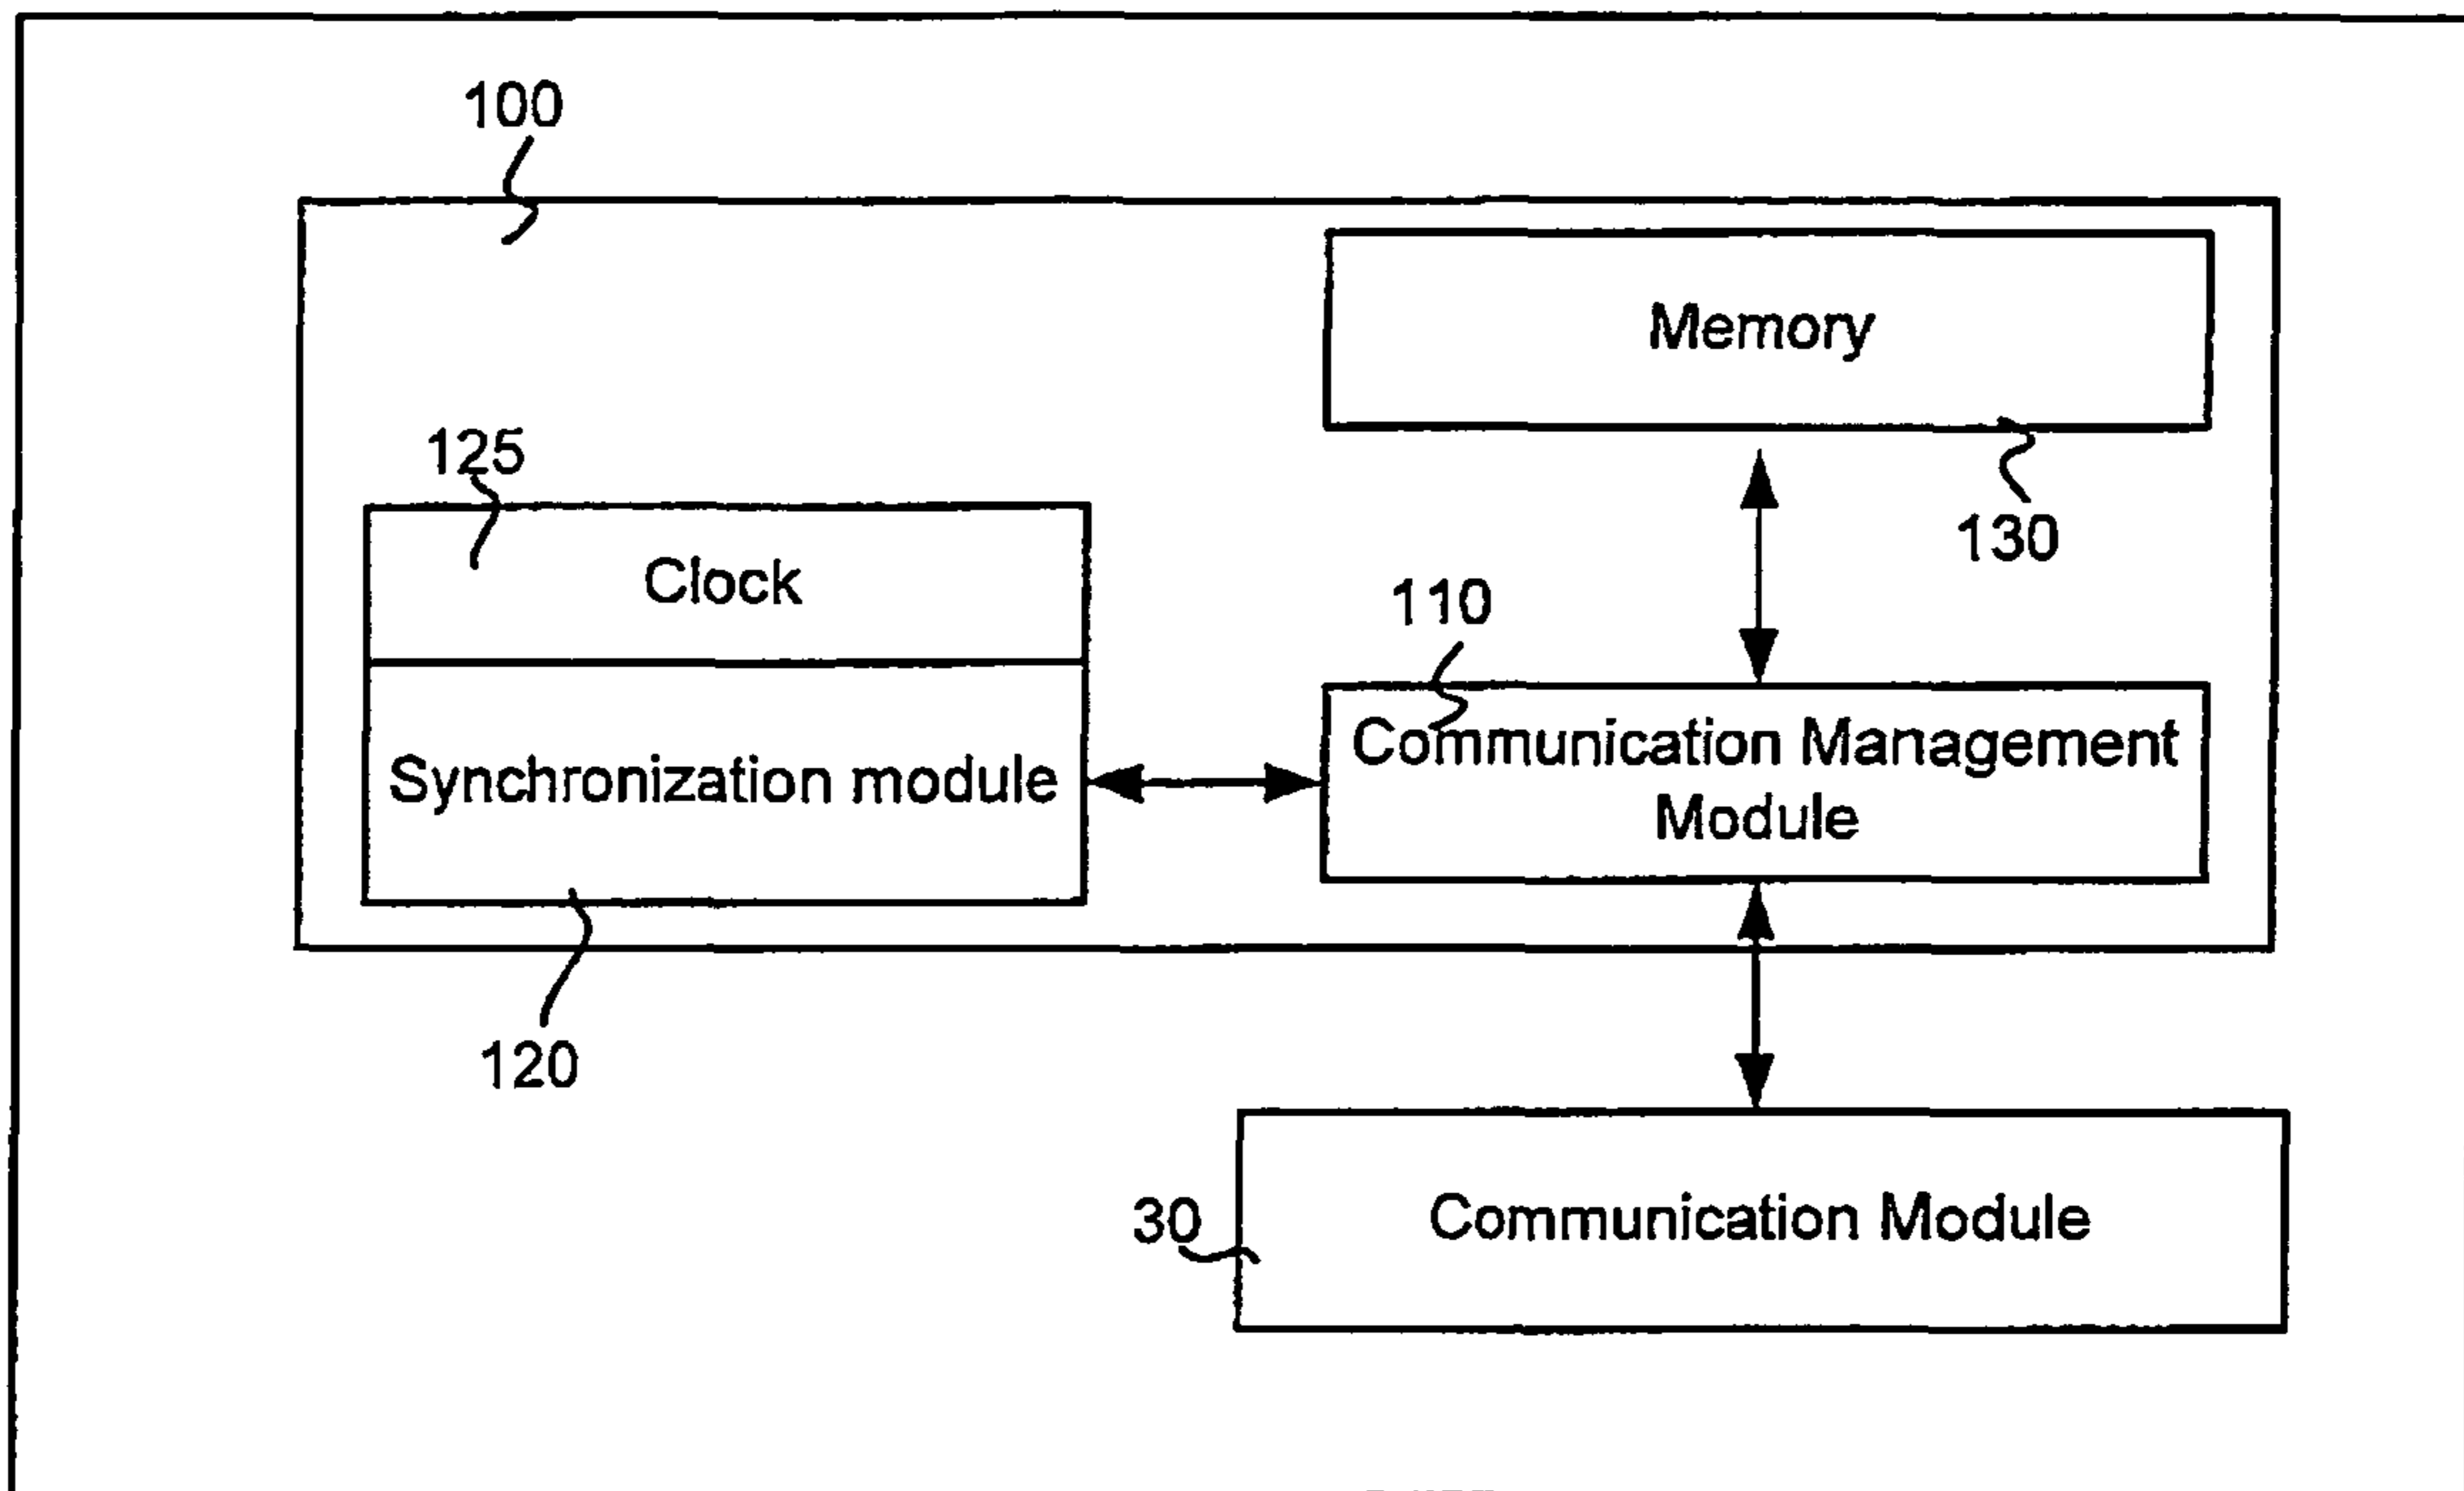 100
Memory
125
130
Clock
110
Communication Management
Module
Synchronization module
120
30
Communication Module